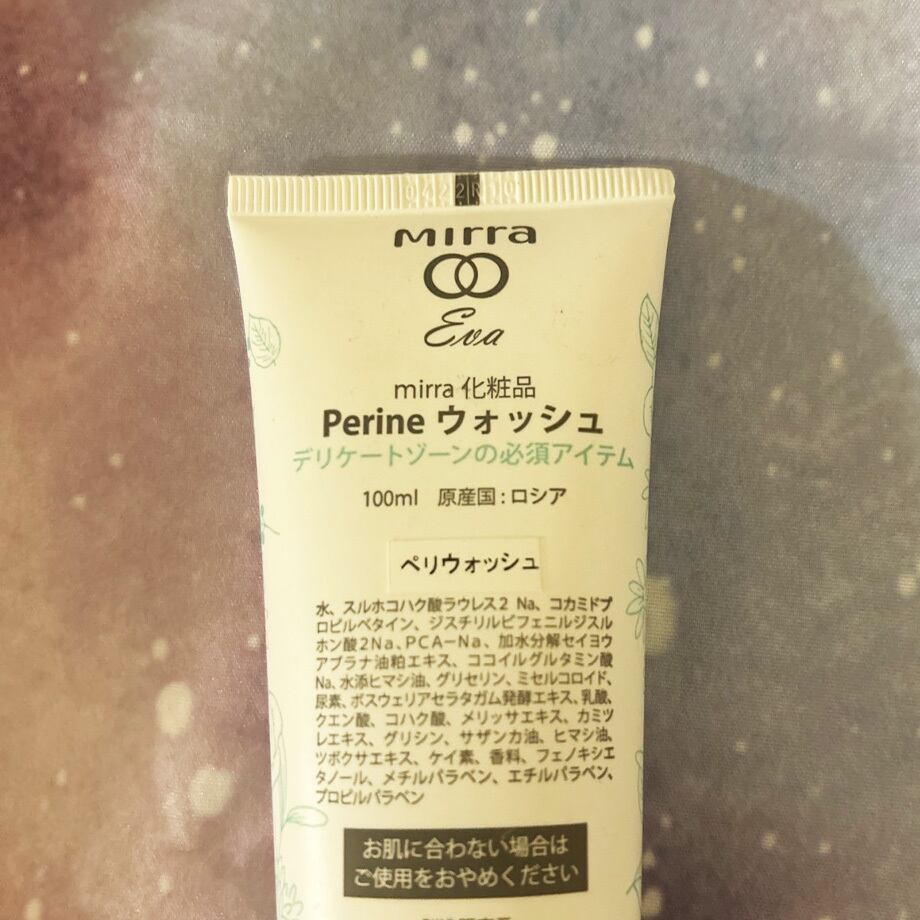 0422R10
mırra
Eva
mirra 化粧品
Perine ウォッシュ
デリケートゾーンの必須アイテム
100ml 原産国：ロシア
ペリウォッシュ
水、スルホコハク酸ラウレス2 Na、コカミドプ
ロピルベタイン、ジスチリルビフェニルジスル
ホン酸2Na、PCA－Na、加水分解セイヨウ
アブラナ油粕エキス、ココイルグルタミン酸
Na、水添ヒマシ油、グリセリン、ミセルコロイド、
尿素、ボスウェリアセラタガム発酵エキス、乳酸、
クエン酸、コハク酸、メリッサエキス、カミツ
レエキス、グリシン、サザンカ油、ヒマシ油、
ツボクサエキス、ケイ素、香料、フェノキシエ
タノール、メチルパラベン、エチルパラベン、
プロピルパラベン
お肌に合わない場合は
ご使用をおやめください